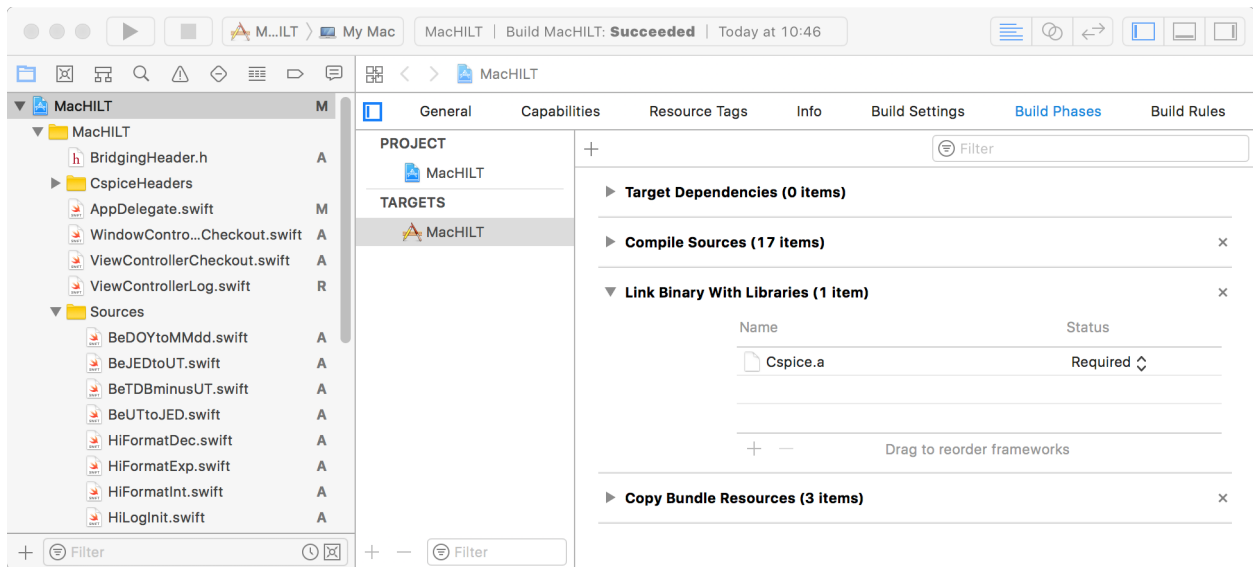 M...ILT 〉 My Mac
MacHILT | Build MacHILT: Succeeded | Today at 10:46
MacHILT
MacHILT M
MacHILT
h BridgingHeader.h A
CspiceHeaders
AppDelegate.swift M
WindowContro...Checkout.swift A
ViewControllerCheckout.swift A
ViewControllerLog.swift R
Sources
BeDOYtoMMdd.swift A
BeJEDtoUT.swift A
BeTDBminusUT.swift A
BeUTtoJED.swift A
HiFormatDec.swift A
HiFormatExp.swift A
HiFormatInt.swift A
HiLogInit.swift A
Filter
General Capabilities Resource Tags Info Build Settings Build Phases Build Rules
PROJECT
MacHILT
TARGETS
MacHILT
Filter
Filter
Target Dependencies (0 items)
Compile Sources (17 items)
Link Binary With Libraries (1 item)
Name Status
Cspice.a Required
Drag to reorder frameworks
Copy Bundle Resources (3 items)